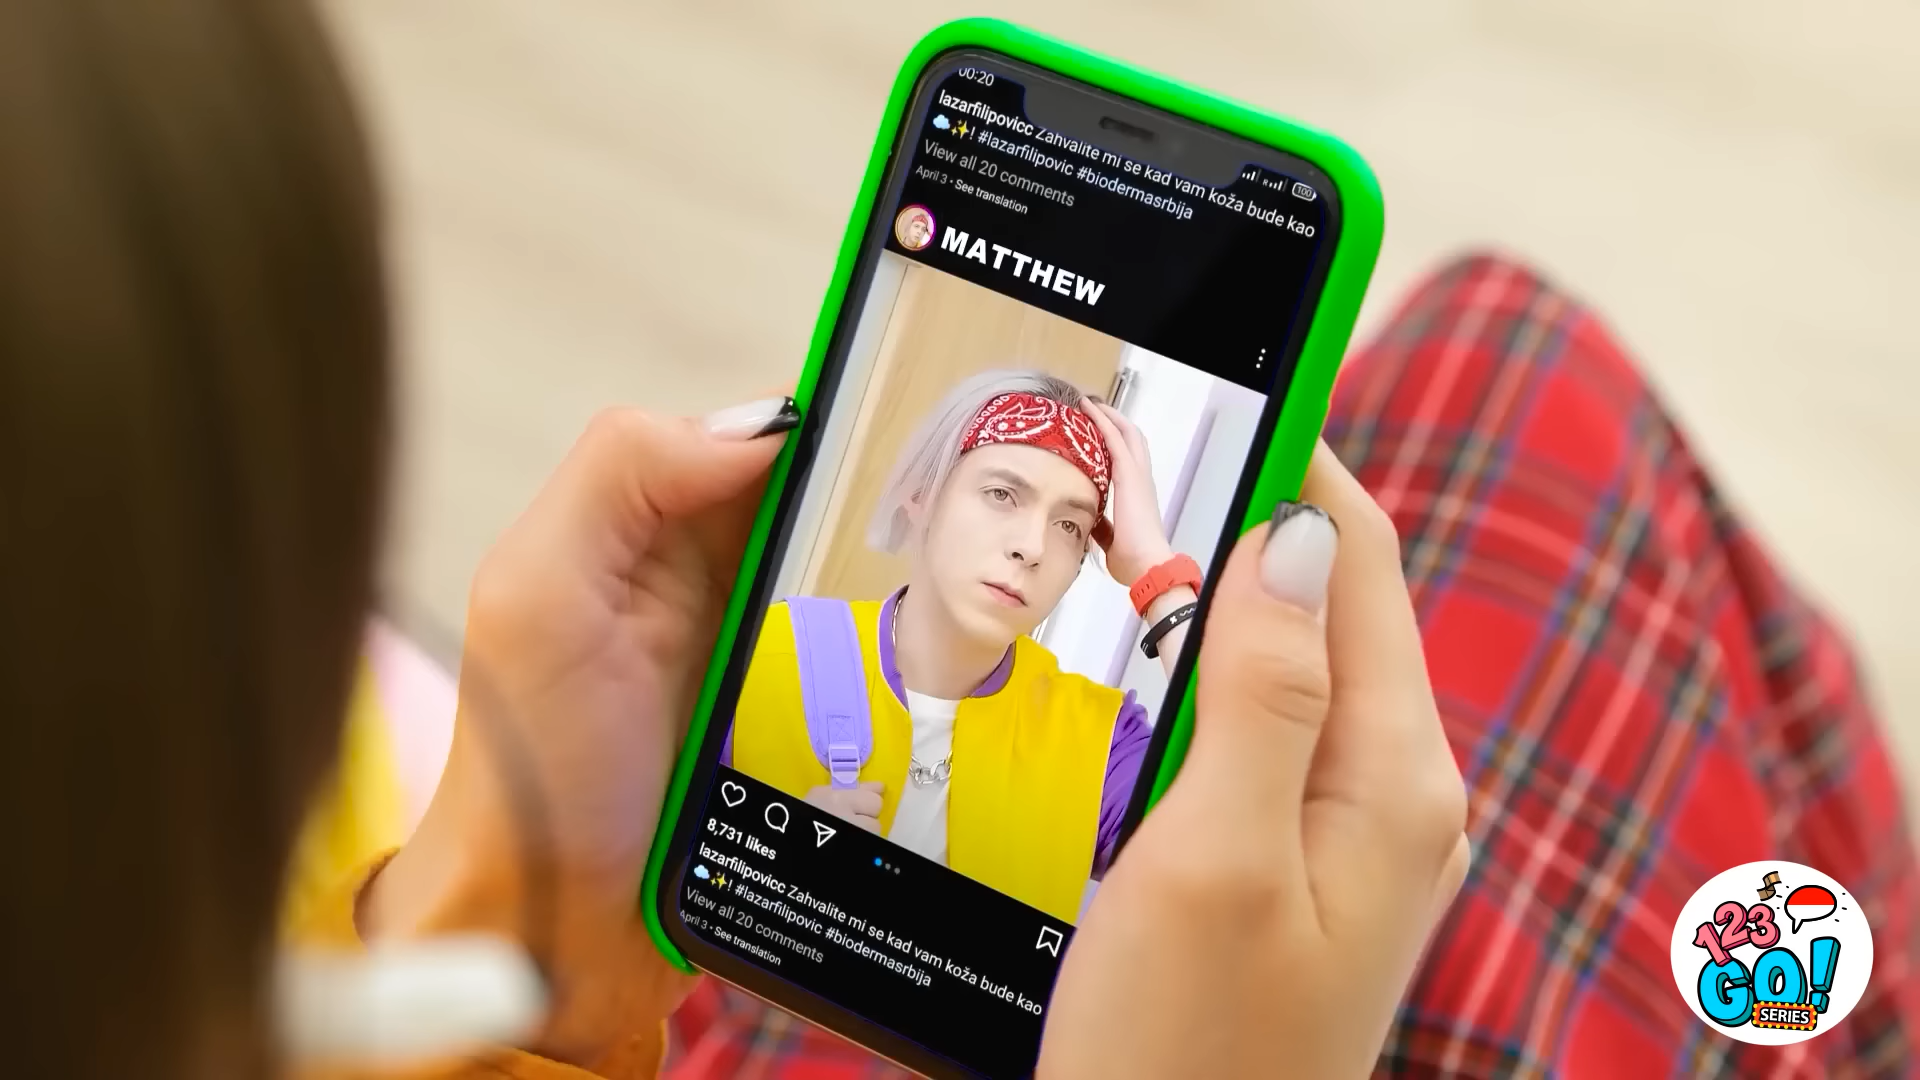 00:20
lazarfilipovicc Zahvalite mi se kad vam koža bude kao
☁️✨! #lazarfilipovic #biodermasrbija
View all 20 comments
April 3 • See translation
100
MATTHEW
8,731 likes
lazarfilipovicc Zahvalite mi se kad vam koža bude kao
☁️✨! #lazarfilipovic #biodermasrbija
View all 20 comments
April 3 • See translation
123
GO!
SERIES